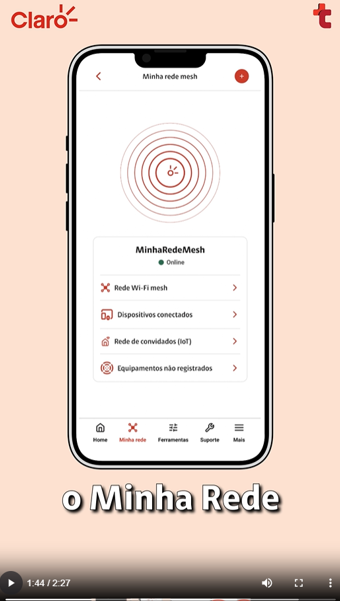 Claro
t
Minha rede mesh
+
MinhaRedeMesh
Online
Rede Wi-Fi mesh
Dispositivos conectados
Rede de convidados (IoT)
Equipamentos não registrados
Home
Minha rede
Ferramentas
Suporte
Mais
o Minha Rede
1:44 / 2:27